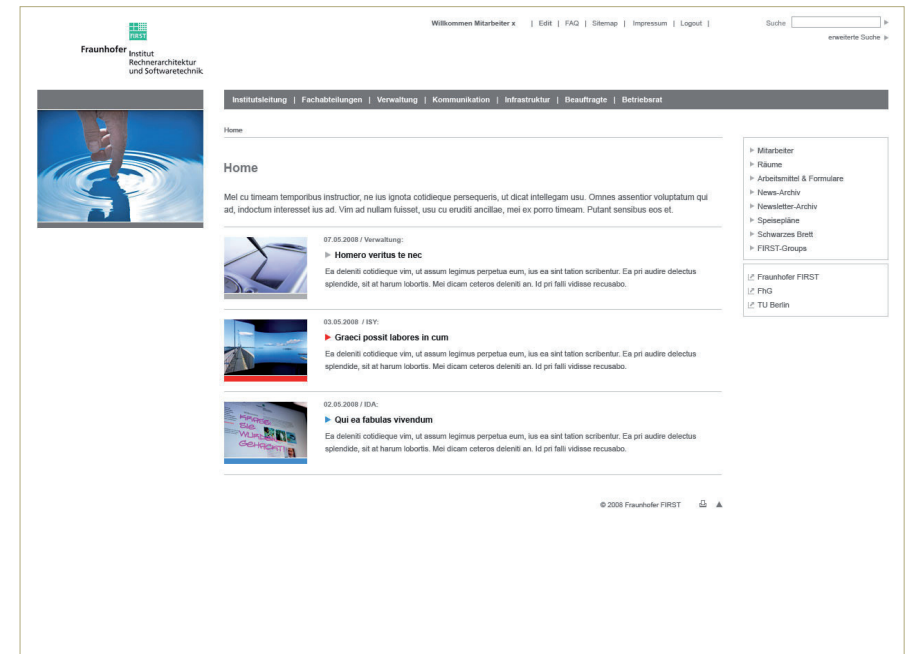 Willkommen Mitarbeiter x | Edit | FAQ | Sitemap | Impressum | Logout |
Suche
erweiterte Suche
FIRST
Fraunhofer Institut
Rechnerarchitektur
und Softwaretechnik
Institutsleitung | Fachabteilungen | Verwaltung | Kommunikation | Infrastruktur | Beauftragte | Betriebsrat
Home
Home
Mel cu timeam temporibus instructior, ne ius ignota cotidieque persequeris, ut dicat intellegam usu. Omnes assentior voluptatum qui
ad, indoctum interesset ius ad. Vim ad nullam fuisset, usu cu eruditi ancillae, mei ex porro timeam. Putant sensibus eos et.
07.05.2008 / Verwaltung:
Homero veritus te nec
Ea deleniti cotidieque vim, ut assum legimus perpetua eum, ius ea sint tation scribentur. Ea pri audire delectus
splendide, sit at harum lobortis. Mei dicam ceteros deleniti an. Id pri falli vidisse recusabo.
03.05.2008 / ISY:
Graeci possit labores in cum
Ea deleniti cotidieque vim, ut assum legimus perpetua eum, ius ea sint tation scribentur. Ea pri audire delectus
splendide, sit at harum lobortis. Mei dicam ceteros deleniti an. Id pri falli vidisse recusabo.
KÄRGS
SIE
WURDEN
GEHACKT!
02.05.2008 / IDA:
Qui ea fabulas vivendum
Ea deleniti cotidieque vim, ut assum legimus perpetua eum, ius ea sint tation scribentur. Ea pri audire delectus
splendide, sit at harum lobortis. Mei dicam ceteros deleniti an. Id pri falli vidisse recusabo.
© 2008 Fraunhofer FIRST
Mitarbeiter
Räume
Arbeitsmittel & Formulare
News-Archiv
Newsletter-Archiv
Speisepläne
Schwarzes Brett
FIRST-Groups
Fraunhofer FIRST
FhG
TU Berlin